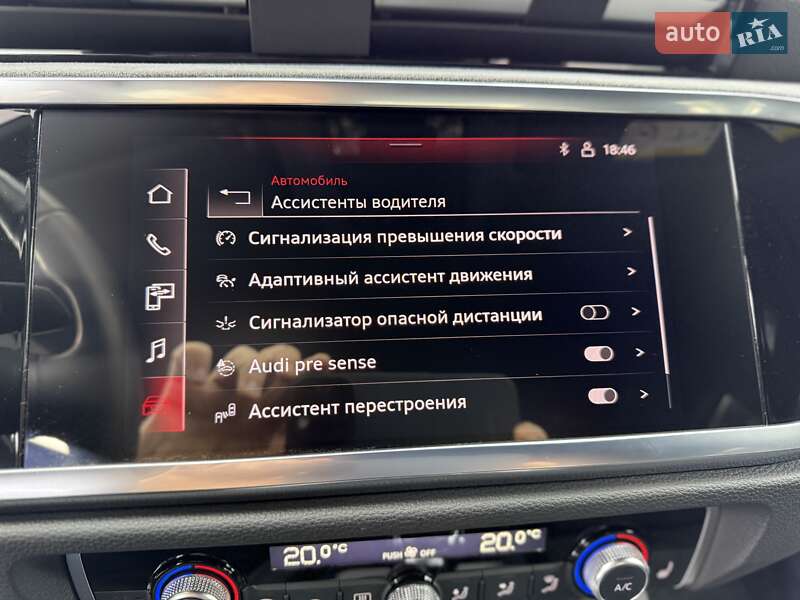 auto RIA
.com
18:46
Автомобиль
Ассистенты водителя
Сигнализация превышения скорости
Адаптивный ассистент движения
Сигнализатор опасной дистанции
Audi pre sense
Ассистент перестроения
20.0°C PUSH OFF 20.0°C
A/C